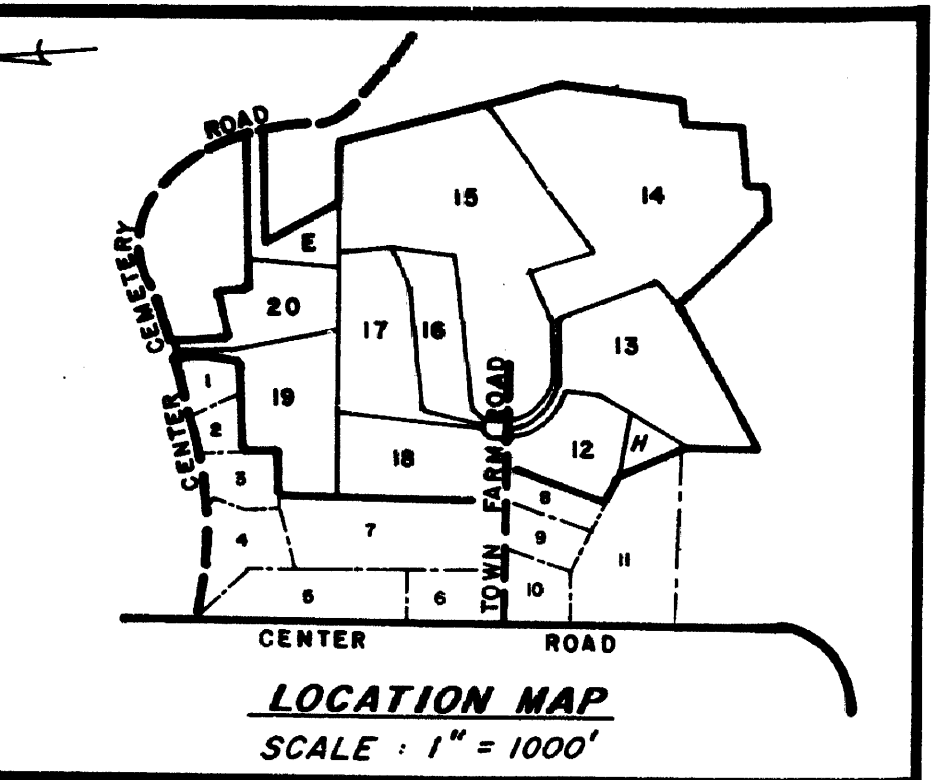 ROAD
CEMETERY
CENTER
CENTER
15
14
E
20
17
16
13
1
19
2
TOWN FARM ROAD
12
H
18
3
8
7
9
4
11
5
6
10
CENTER ROAD
LOCATION MAP
SCALE : 1" = 1000'